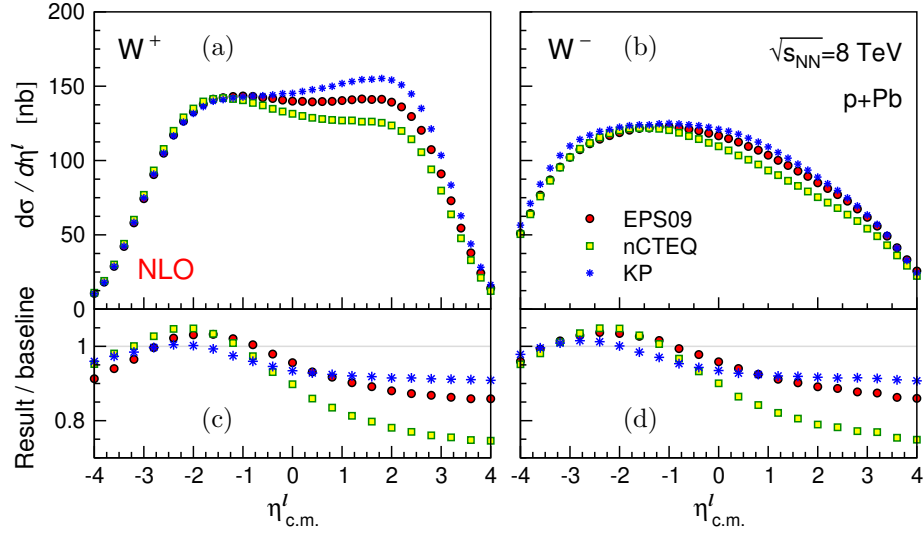 200
150
100
50
0
dσ / dηˡ [nb]
W⁺
(a)
NLO
W⁻
(b)
√sNN=8 TeV
p+Pb
EPS09
nCTEQ
KP
1
0.8
Result / baseline
(c)
(d)
-4 -3 -2 -1 0 1 2 3 4
-4 -3 -2 -1 0 1 2 3 4
ηˡc.m.
ηˡc.m.